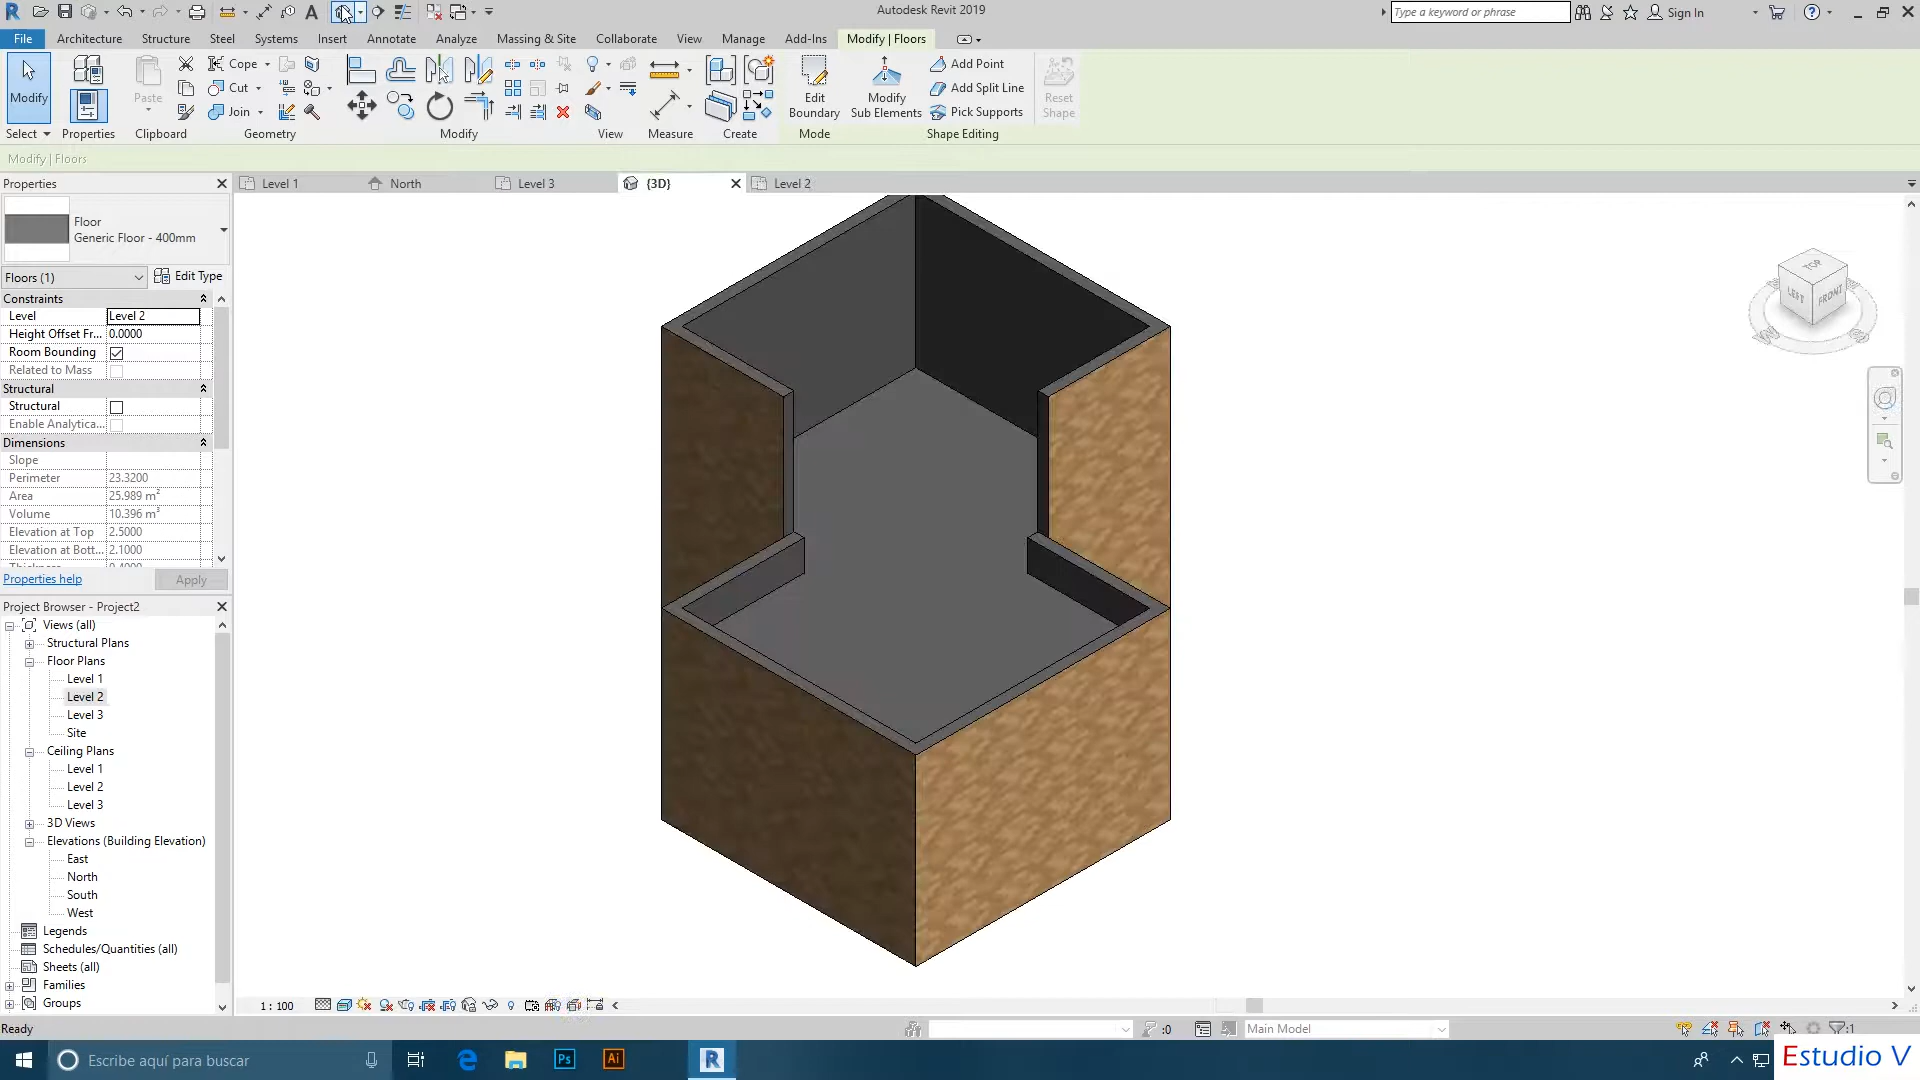 Autodesk Revit 2019
Type a keyword or phrase
Sign In
File
Architecture
Structure
Steel
Systems
Insert
Annotate
Analyze
Massing & Site
Collaborate
View
Manage
Add-Ins
Modify | Floors
Modify
Paste
Cope
Cut
Join
Edit
Boundary
Modify
Sub Elements
Add Point
Add Split Line
Pick Supports
Reset
Shape
Select
Properties
Clipboard
Geometry
Modify
View
Measure
Create
Mode
Shape Editing
Modify | Floors
Properties
Level 1
North
Level 3
{3D}
Level 2
Floor
Generic Floor - 400mm
Floors (1)
Edit Type
Constraints
Level
Level 2
Height Offset Fr...
0.0000
Room Bounding
Related to Mass
Structural
Structural
Enable Analytica...
Dimensions
Slope
Perimeter
23.3200
Area
25.989 m²
Volume
10.396 m³
Elevation at Top
2.5000
Elevation at Bott...
2.1000
Properties help
Apply
Project Browser - Project2
Views (all)
Structural Plans
Floor Plans
Level 1
Level 2
Level 3
Site
Ceiling Plans
Level 1
Level 2
Level 3
3D Views
Elevations (Building Elevation)
East
North
South
West
Legends
Schedules/Quantities (all)
Sheets (all)
Families
Groups
TOP
LEFT
FRONT
1 : 100
Ready
:0
Main Model
:1
Escribe aquí para buscar
Ps
Ai
R
Estudio V